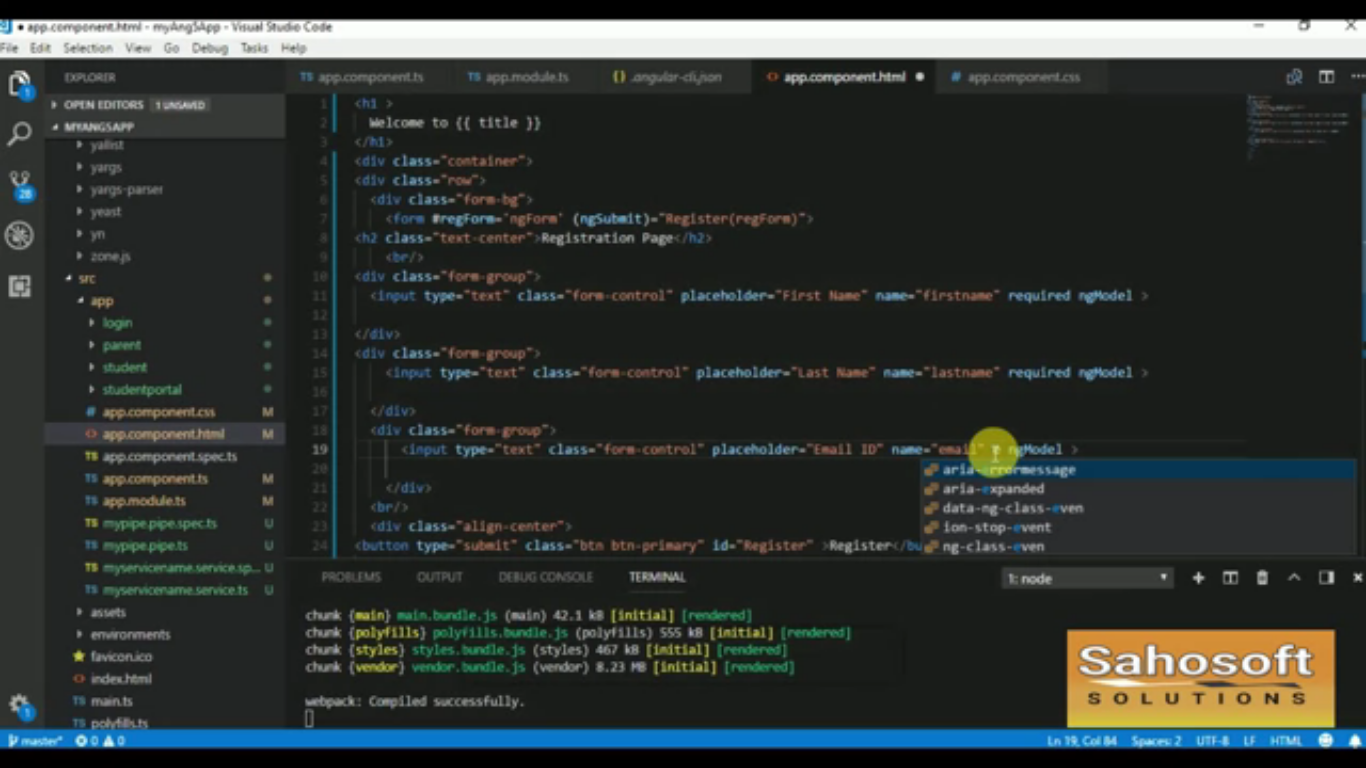 app.component.html - myAng5App - Visual Studio Code
File Edit Selection View Go Debug Tasks Help
EXPLORER
app.component.ts
app.module.ts
.angular-cli.json
app.component.html
app.component.css
OPEN EDITORS 1 UNSAVED
MYANG5APP
yallist
yargs
yargs-parser
yeast
yn
zone.js
src
app
login
parent
student
studentportal
app.component.css M
app.component.html M
app.component.spec.ts
app.component.ts M
app.module.ts M
mypipe.pipe.spec.ts U
mypipe.pipe.ts U
myservicename.service.sp... U
myservicename.service.ts U
assets
environments
favicon.ico
index.html
main.ts
polyfills.ts
1 <h1 >
2 Welcome to {{ title }}
3 </h1>
4 <div class="container">
5 <div class="row">
6 <div class="form-bg">
7 <form #regForm='ngForm' (ngSubmit)="Register(regForm)">
8 <h2 class="text-center">Registration Page</h2>
9 <br/>
10 <div class="form-group">
11 <input type="text" class="form-control" placeholder="First Name" name="firstname" required ngModel >
12
13 </div>
14 <div class="form-group">
15 <input type="text" class="form-control" placeholder="Last Name" name="lastname" required ngModel >
16
17 </div>
18 <div class="form-group">
19 <input type="text" class="form-control" placeholder="Email ID" name="email" e ngModel >
20
21 </div>
22 <br/>
23 <div class="align-center">
24 <button type="submit" class="btn btn-primary" id="Register" >Register</bu
aria-errormessage
aria-expanded
data-ng-class-even
ion-stop-event
ng-class-even
PROBLEMS OUTPUT DEBUG CONSOLE TERMINAL 1: node
chunk {main} main.bundle.js (main) 42.1 kB [initial] [rendered]
chunk {polyfills} polyfills.bundle.js (polyfills) 555 kB [initial] [rendered]
chunk {styles} styles.bundle.js (styles) 467 kB [initial] [rendered]
chunk {vendor} vendor.bundle.js (vendor) 8.23 MB [initial] [rendered]
webpack: Compiled successfully.
Sahosoft
SOLUTIONS
master* 0 0 Ln 19, Col 84 Spaces: 2 UTF-8 LF HTML